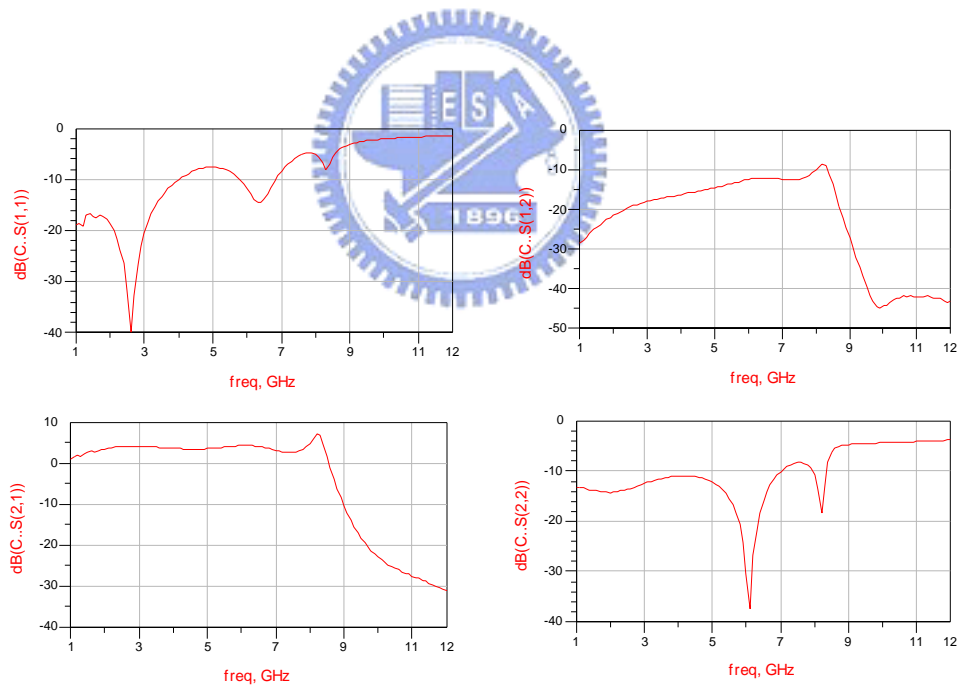 E S A
1896
0
-10
-20
-30
-40
1 3 5 7 9 11 12
freq, GHz
dB(C..S(1,1))
0
-10
-20
-30
-40
-50
1 3 5 7 9 11 12
freq, GHz
dB(C..S(1,2))
10
0
-10
-20
-30
-40
1 3 5 7 9 11 12
freq, GHz
dB(C..S(2,1))
0
-10
-20
-30
-40
1 3 5 7 9 11 12
freq, GHz
dB(C..S(2,2))